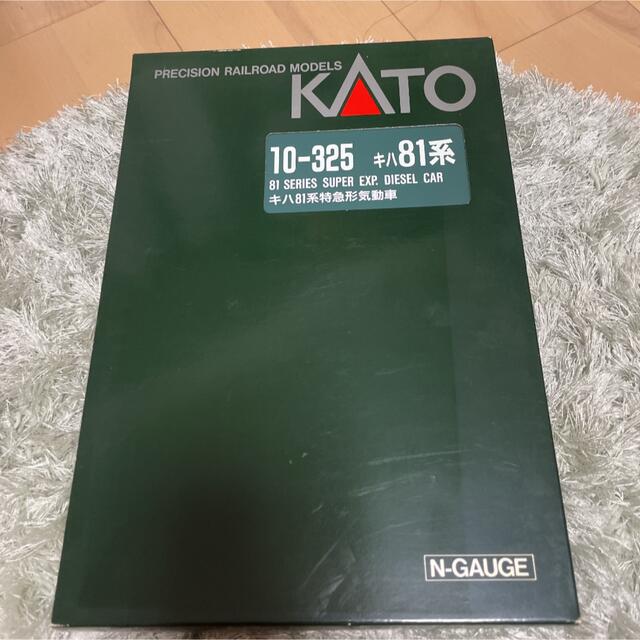 PRECISION RAILROAD MODELS
KATO
10-325 キハ81系
81 SERIES SUPER EXP. DIESEL CAR
キハ81系特急形気動車
N-GAUGE